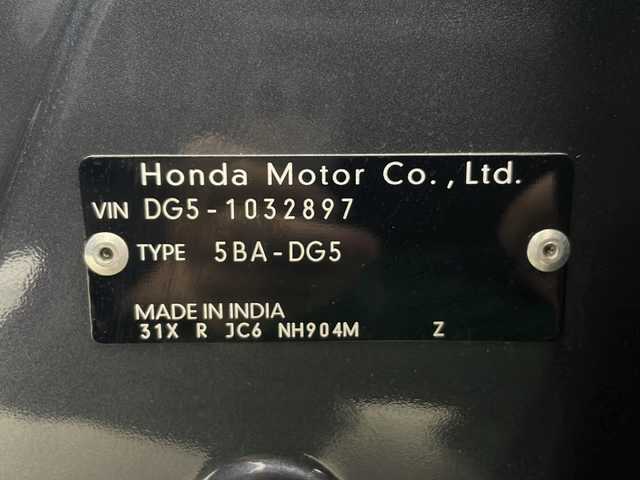 Honda Motor Co., Ltd.
VIN DG5-1032897
TYPE 5BA-DG5
MADE IN INDIA
31X R JC6 NH904M Z